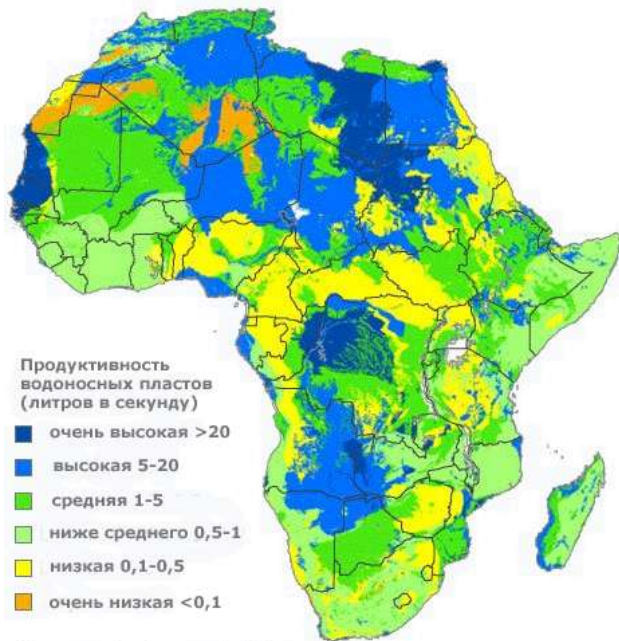 Продуктивность
водоносных пластов
(литров в секунду)
очень высокая >20
высокая 5-20
средняя 1-5
ниже среднего 0,5-1
низкая 0,1-0,5
очень низкая <0,1